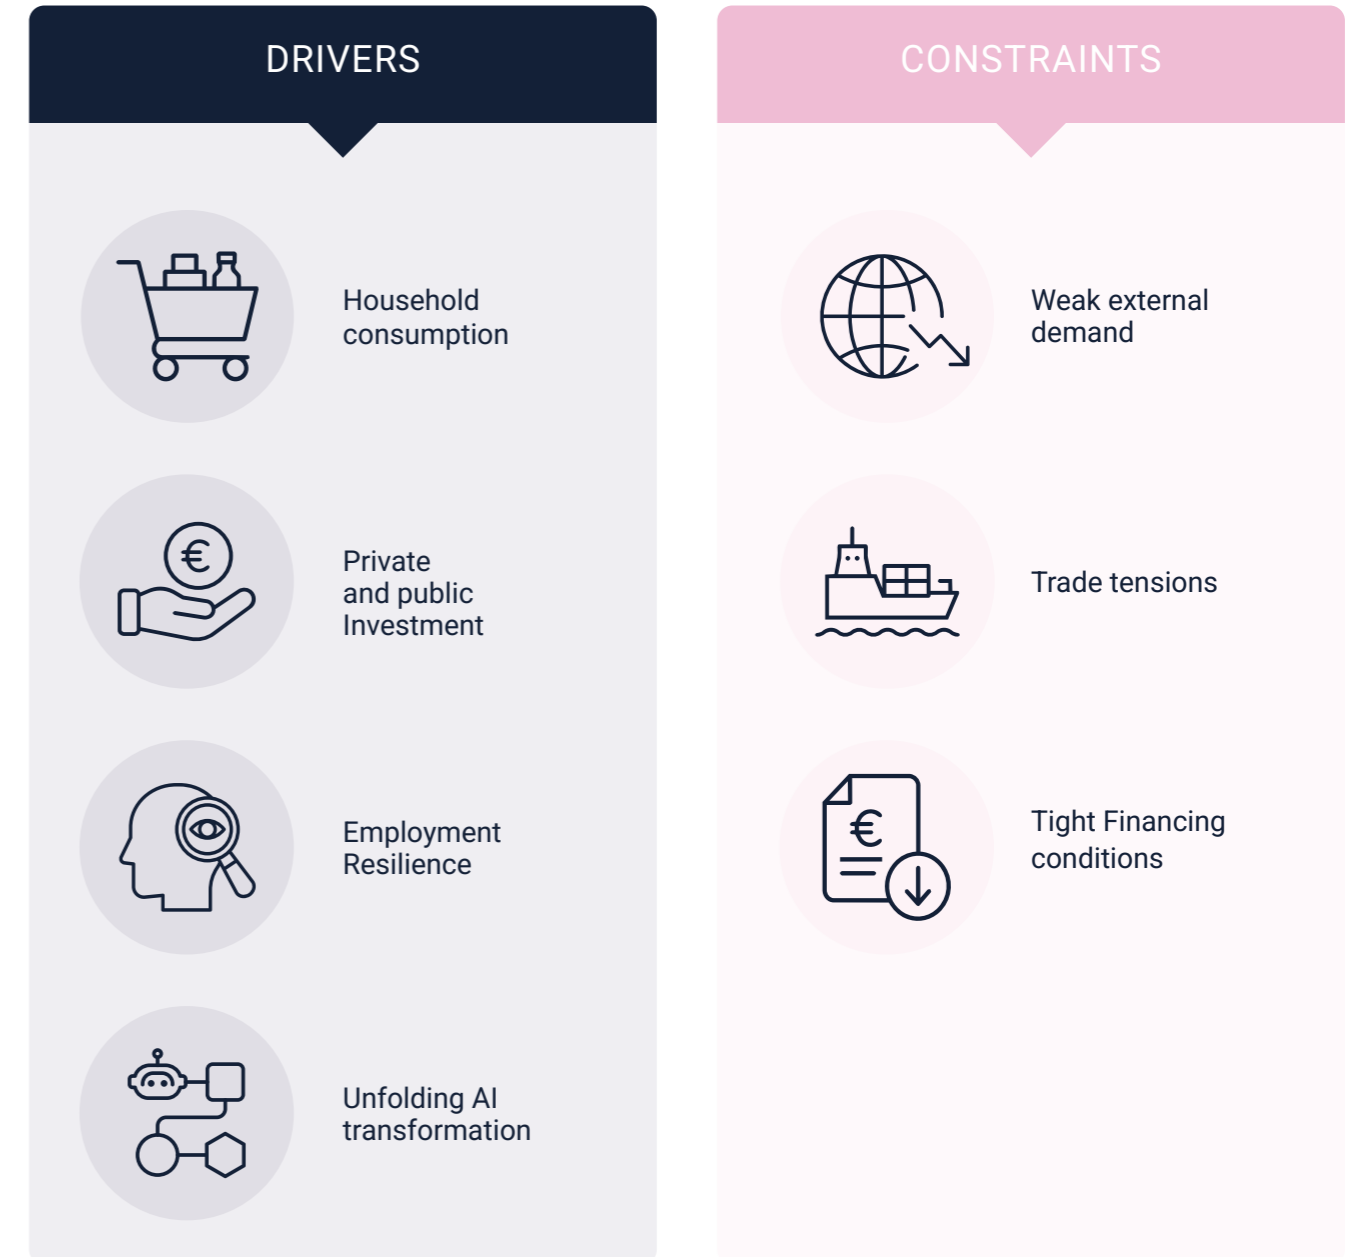 DRIVERS
Household
consumption
€
Private
and public
Investment
Employment
Resilience
Unfolding AI
transformation
CONSTRAINTS
Weak external
demand
Trade tensions
€
Tight Financing
conditions